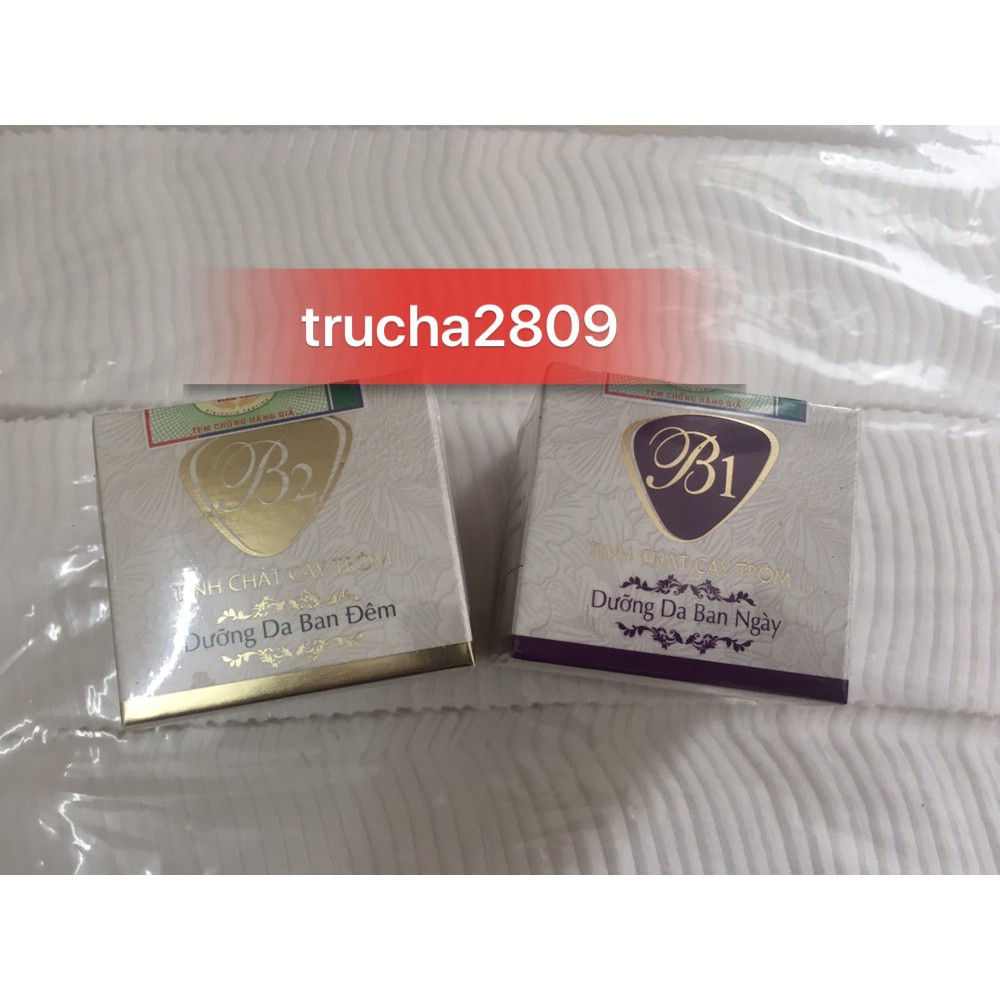 trucha2809
TEM CHỐNG HÀNG GIẢ
B2
TINH CHẤT CÂY TRÔM
Dưỡng Da Ban Đêm
TEM CHỐNG HÀNG GIẢ
B1
TINH CHẤT CÂY TRÔM
Dưỡng Da Ban Ngày